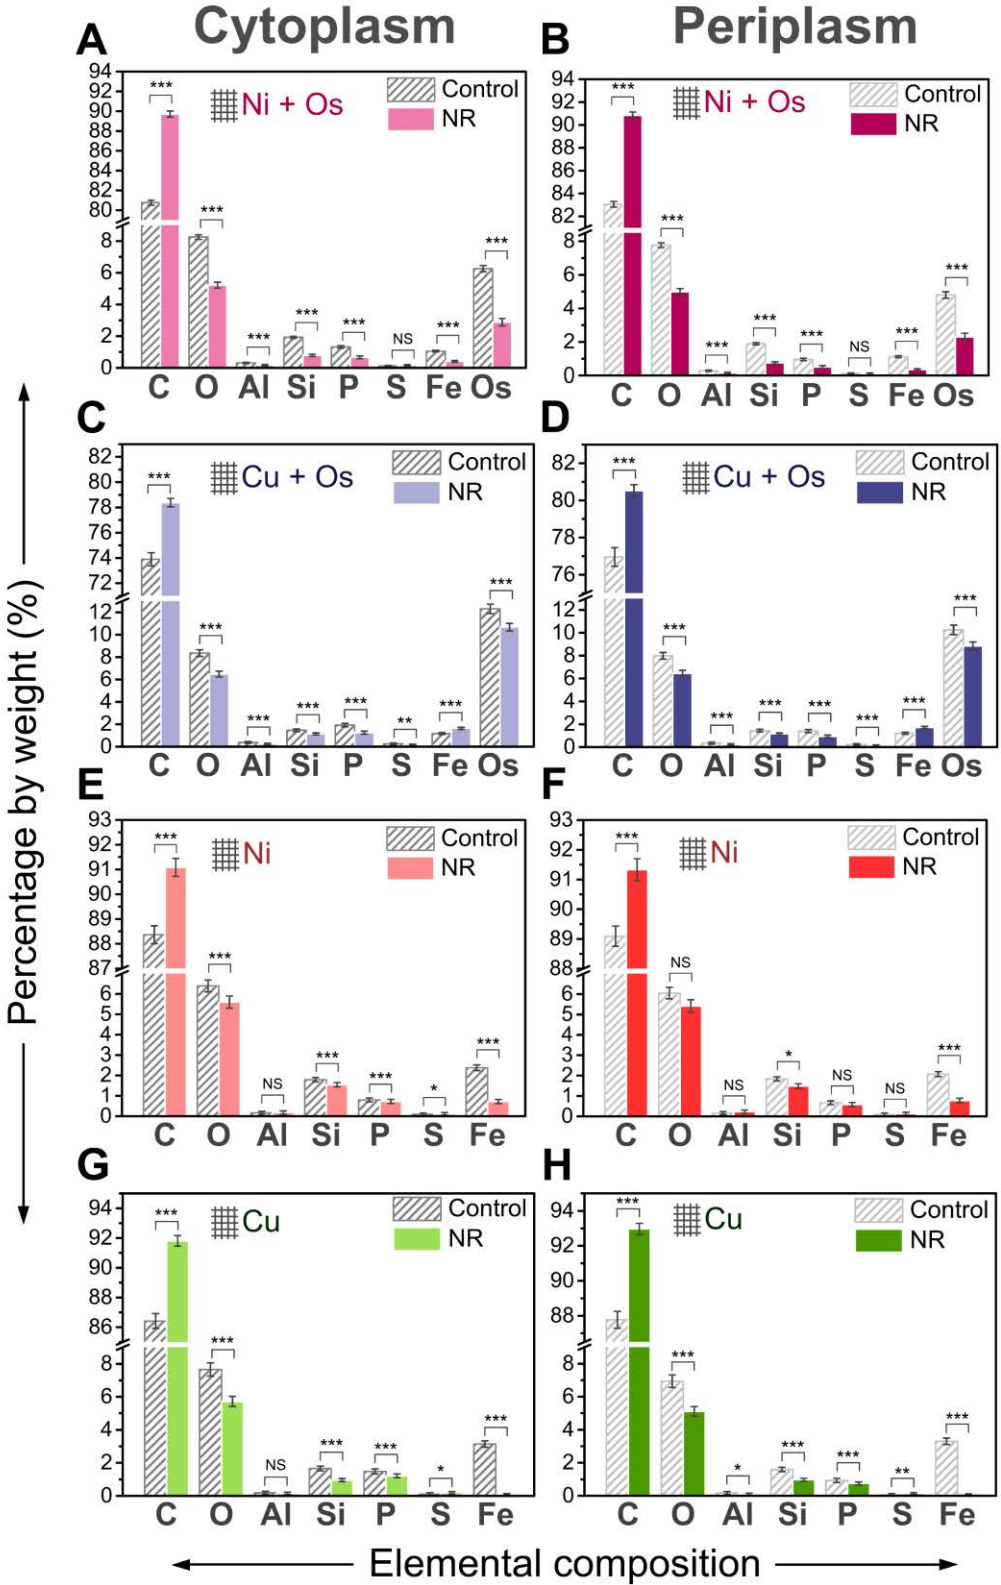 Cytoplasm
Periplasm
A
94
92
90
88
86
84
82
80
8
6
4
2
0
***
***
***
***
***
NS
***
***
Ni + Os
Control
NR
C O Al Si P S Fe Os
B
94
92
90
88
86
84
82
8
6
4
2
0
***
***
***
***
***
NS
***
***
Ni + Os
Control
NR
C O Al Si P S Fe Os
C
82
80
78
76
74
72
12
10
8
6
4
2
0
***
***
***
***
***
**
***
***
Cu + Os
Control
NR
C O Al Si P S Fe Os
D
82
80
78
76
12
10
8
6
4
2
0
***
***
***
***
***
***
***
***
Cu + Os
Control
NR
C O Al Si P S Fe Os
Percentage by weight (%)
E
93
92
91
90
89
88
87
6
5
4
3
2
1
0
***
***
NS
***
***
*
***
Ni
Control
NR
C O Al Si P S Fe
F
93
92
91
90
89
88
6
5
4
3
2
1
0
***
NS
NS
*
NS
NS
***
Ni
Control
NR
C O Al Si P S Fe
G
94
92
90
88
86
8
6
4
2
0
***
***
NS
***
***
*
***
Cu
Control
NR
C O Al Si P S Fe
H
94
92
90
88
8
6
4
2
0
***
***
*
***
***
**
***
Cu
Control
NR
C O Al Si P S Fe
Elemental composition